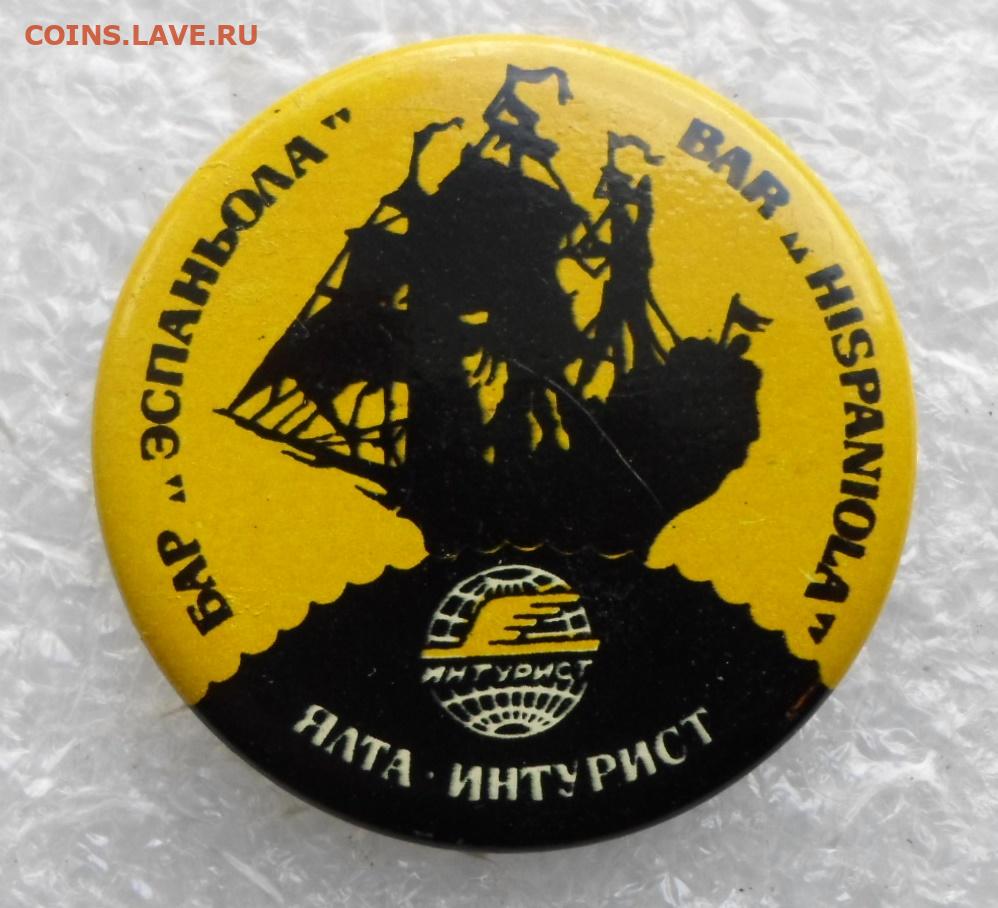 COINS.LAVE.RU
БАР „ЭСПАНЬОЛА”
BAR „HISPANIOLA”
ИНТУРИСТ
ЯЛТА · ИНТУРИСТ